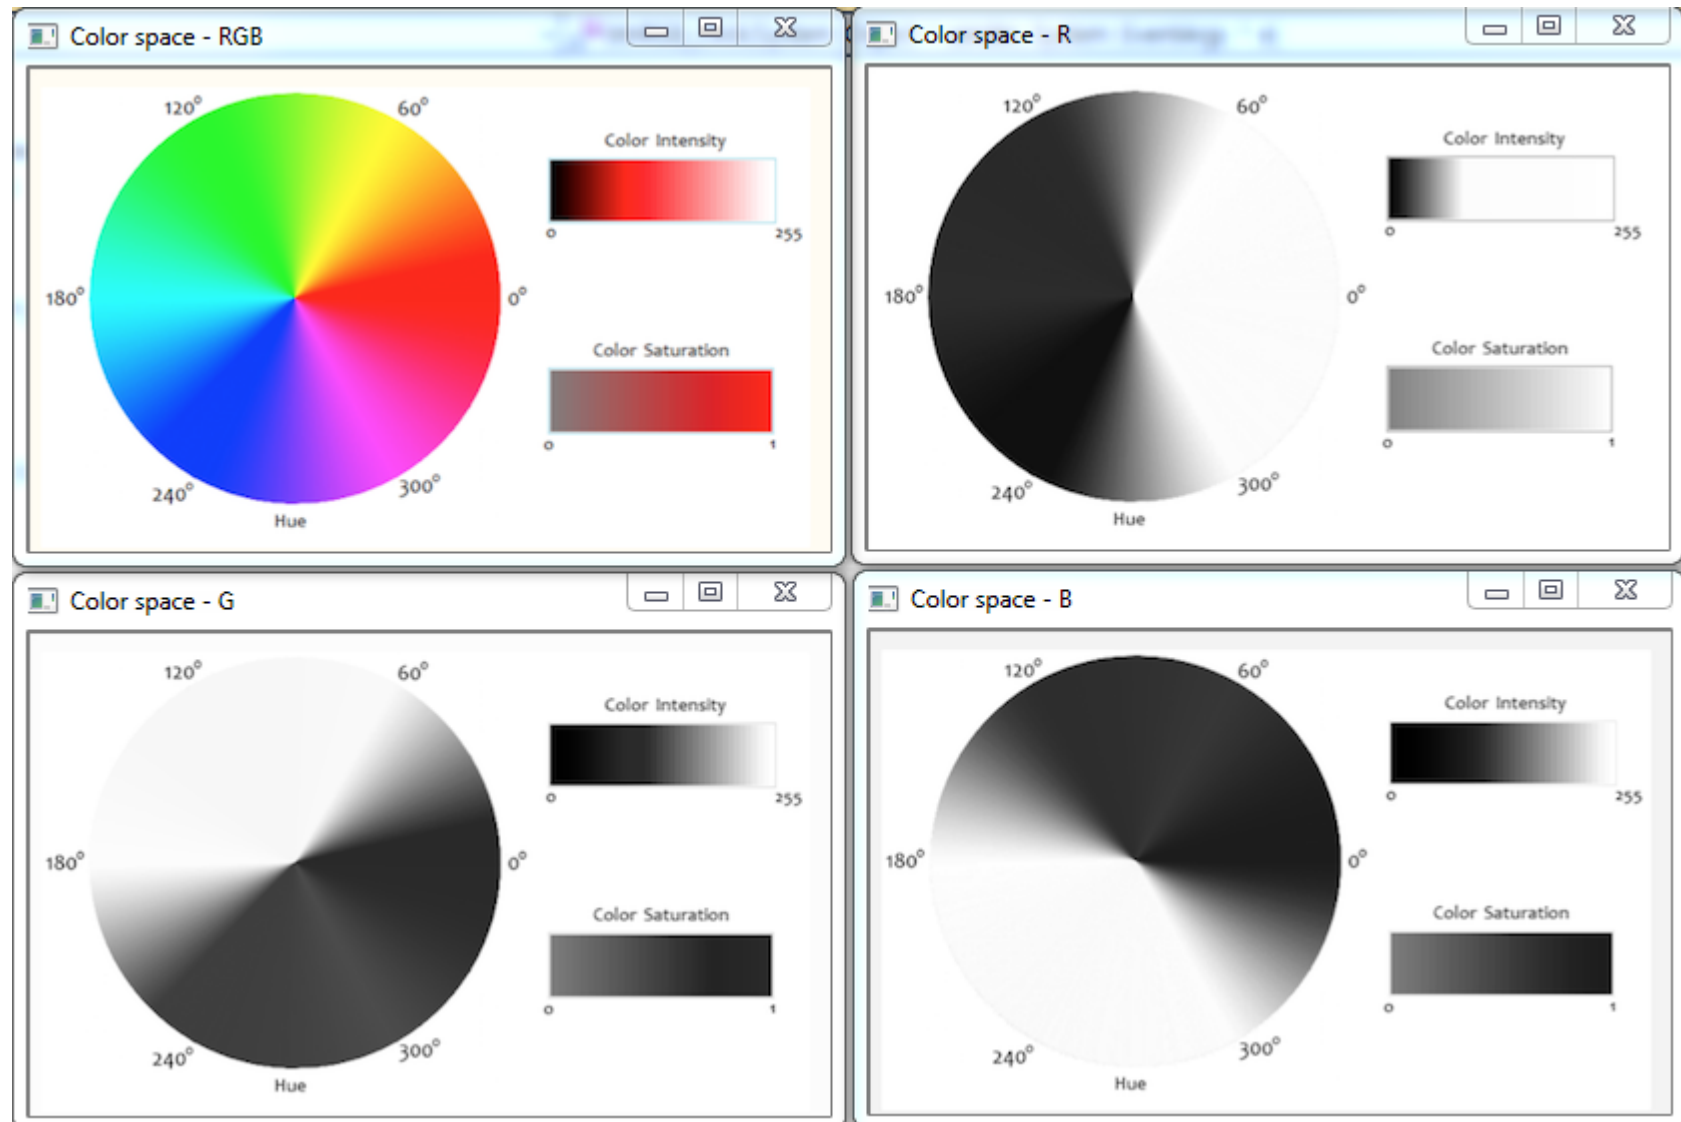 Color space - RGB
120°
60°
180°
0°
240°
300°
Hue
Color Intensity
0
255
Color Saturation
0
1
Color space - R
120°
60°
180°
0°
240°
300°
Hue
Color Intensity
0
255
Color Saturation
0
1
Color space - G
120°
60°
180°
0°
240°
300°
Hue
Color Intensity
0
255
Color Saturation
0
1
Color space - B
120°
60°
180°
0°
240°
300°
Hue
Color Intensity
0
255
Color Saturation
0
1